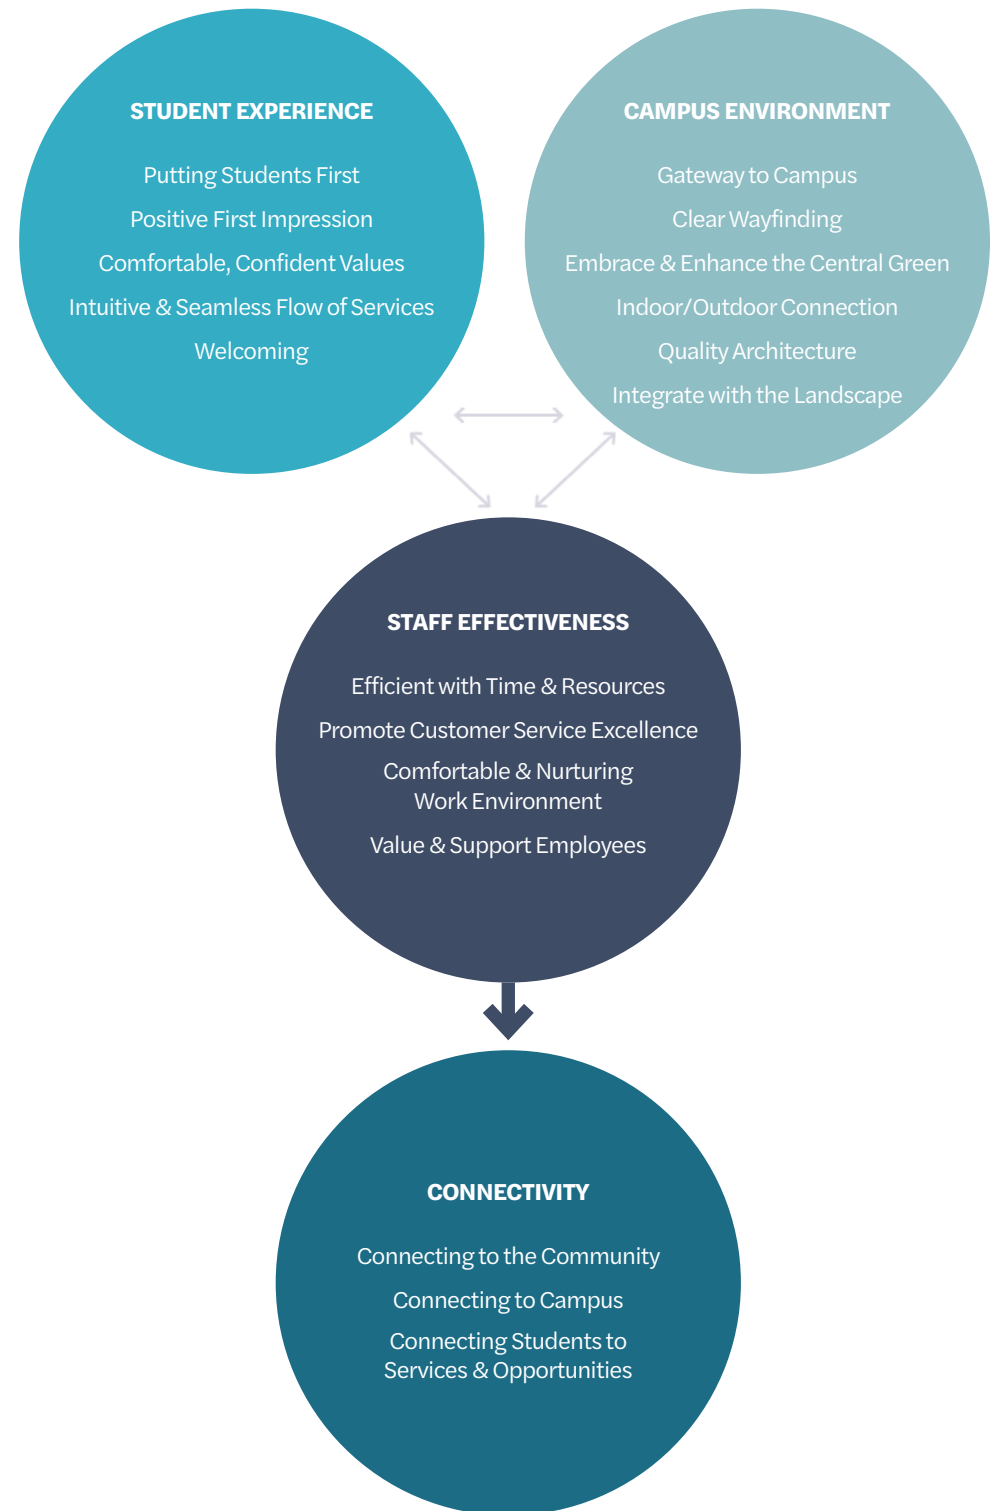 STUDENT EXPERIENCE
Putting Students First
Positive First Impression
Comfortable, Confident Values
Intuitive & Seamless Flow of Services
Welcoming
CAMPUS ENVIRONMENT
Gateway to Campus
Clear Wayfinding
Embrace & Enhance the Central Green
Indoor/Outdoor Connection
Quality Architecture
Integrate with the Landscape
STAFF EFFECTIVENESS
Efficient with Time & Resources
Promote Customer Service Excellence
Comfortable & Nurturing
Work Environment
Value & Support Employees
CONNECTIVITY
Connecting to the Community
Connecting to Campus
Connecting Students to
Services & Opportunities